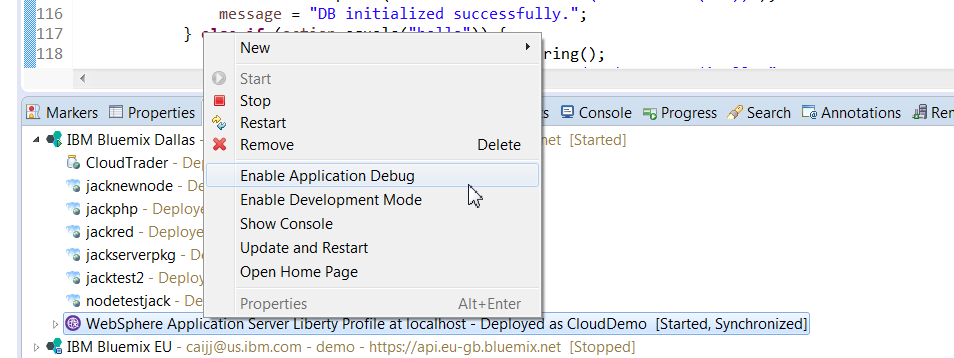 116 message = "DB initialized successfully.";
117 } else if (action.equals("hello")) {
118 ring();
Markers Properties s Console Progress Search Annotations Ren
IBM Bluemix Dallas - net [Started]
CloudTrader - Dep
jacknewnode - De
jackphp - Deploye
jackred - Deploye
jackserverpkg - De
jacktest2 - Deploy
nodetestjack - De
WebSphere Application Server Liberty Profile at localhost - Deployed as CloudDemo [Started, Synchronized]
IBM Bluemix EU - caijj@us.ibm.com - demo - https://api.eu-gb.bluemix.net [Stopped]
New
Start
Stop
Restart
Remove Delete
Enable Application Debug
Enable Development Mode
Show Console
Update and Restart
Open Home Page
Properties Alt+Enter